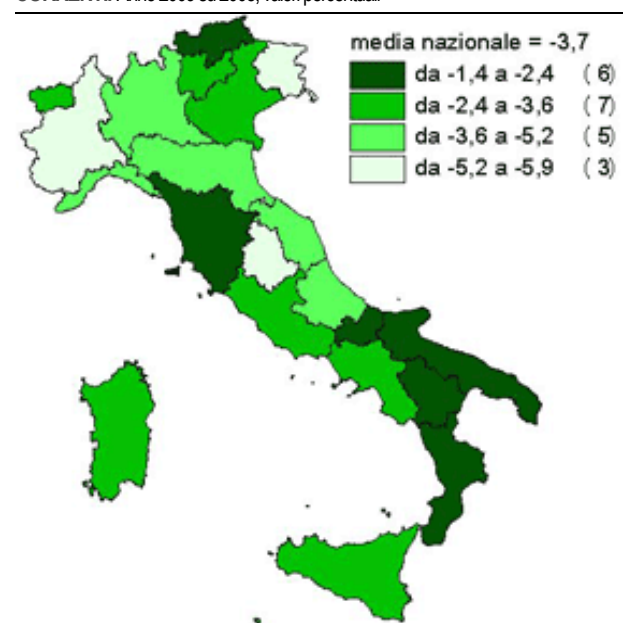 media nazionale = -3,7
da -1,4 a -2,4 ( 6)
da -2,4 a -3,6 ( 7)
da -3,6 a -5,2 ( 5)
da -5,2 a -5,9 ( 3)